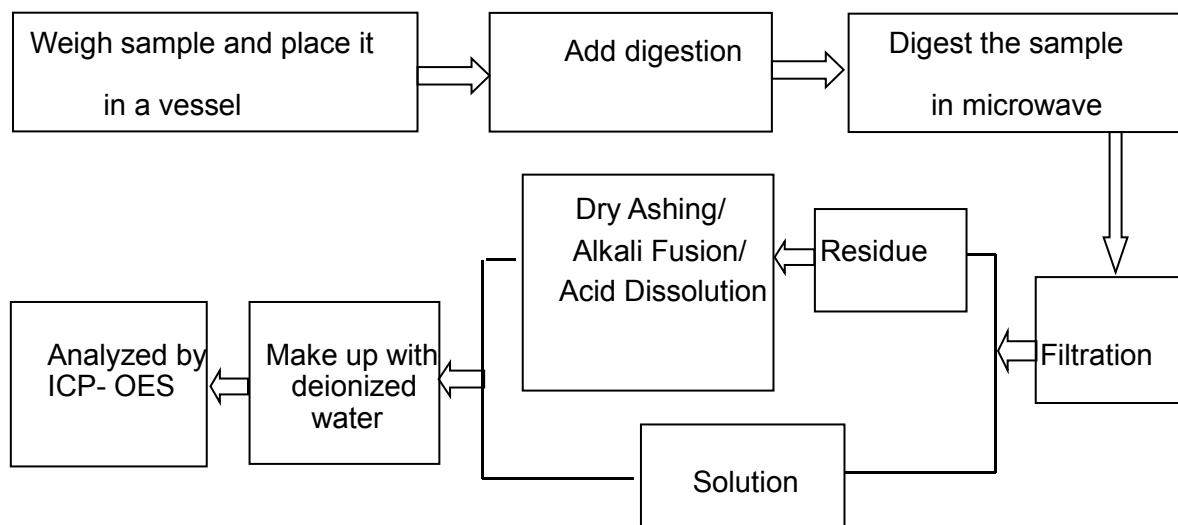 Weigh sample and place it
in a vessel
Add digestion
Digest the sample
in microwave
Dry Ashing/
Alkali Fusion/
Acid Dissolution
Residue
Filtration
Analyzed by
ICP- OES
Make up with
deionized
water
Solution